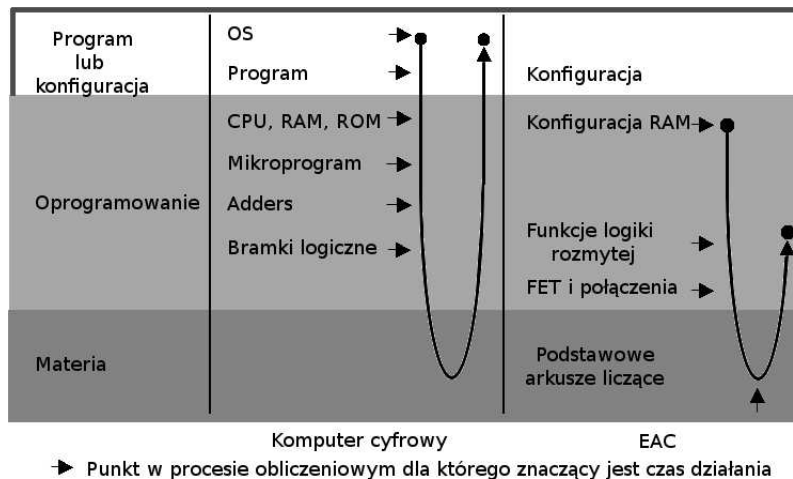 Program
lub
konfiguracja
OS
Program
Konfiguracja
Oprogramowanie
CPU, RAM, ROM
Mikroprogram
Adders
Bramki logiczne
Konfiguracja RAM
Funkcje logiki
rozmytej
FET i połączenia
Materia
Podstawowe
arkusze liczące
Komputer cyfrowy
EAC
Punkt w procesie obliczeniowym dla którego znaczący jest czas działania